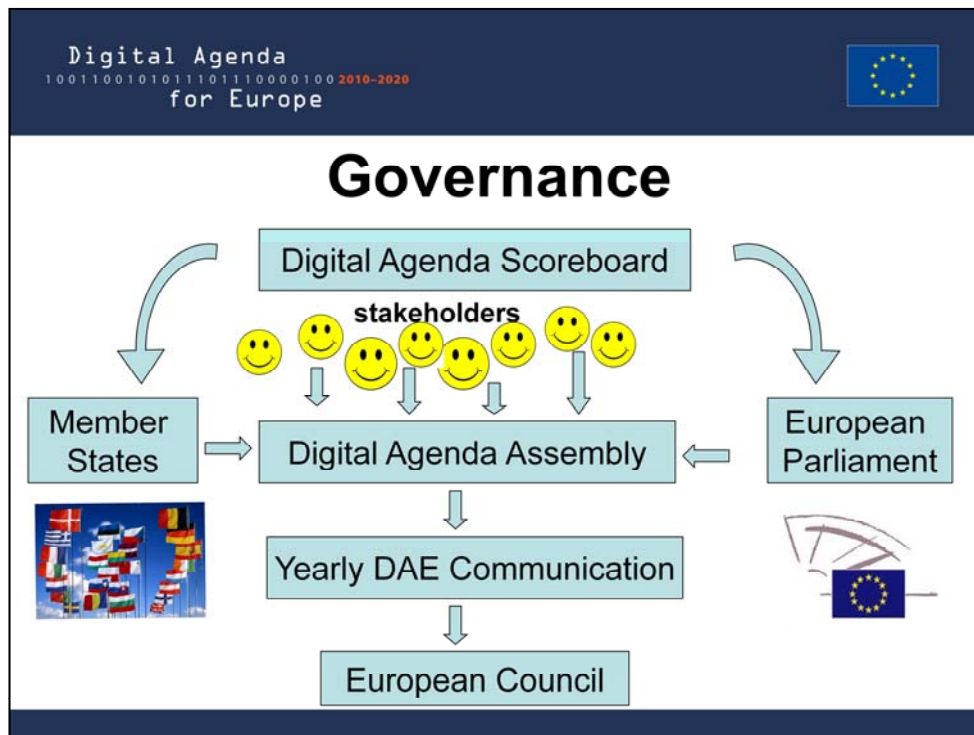 Digital Agenda
10011001010111011110000100 2010–2020
for Europe
Governance
Digital Agenda Scoreboard
stakeholders
Member
States
Digital Agenda Assembly
European
Parliament
Yearly DAE Communication
European Council